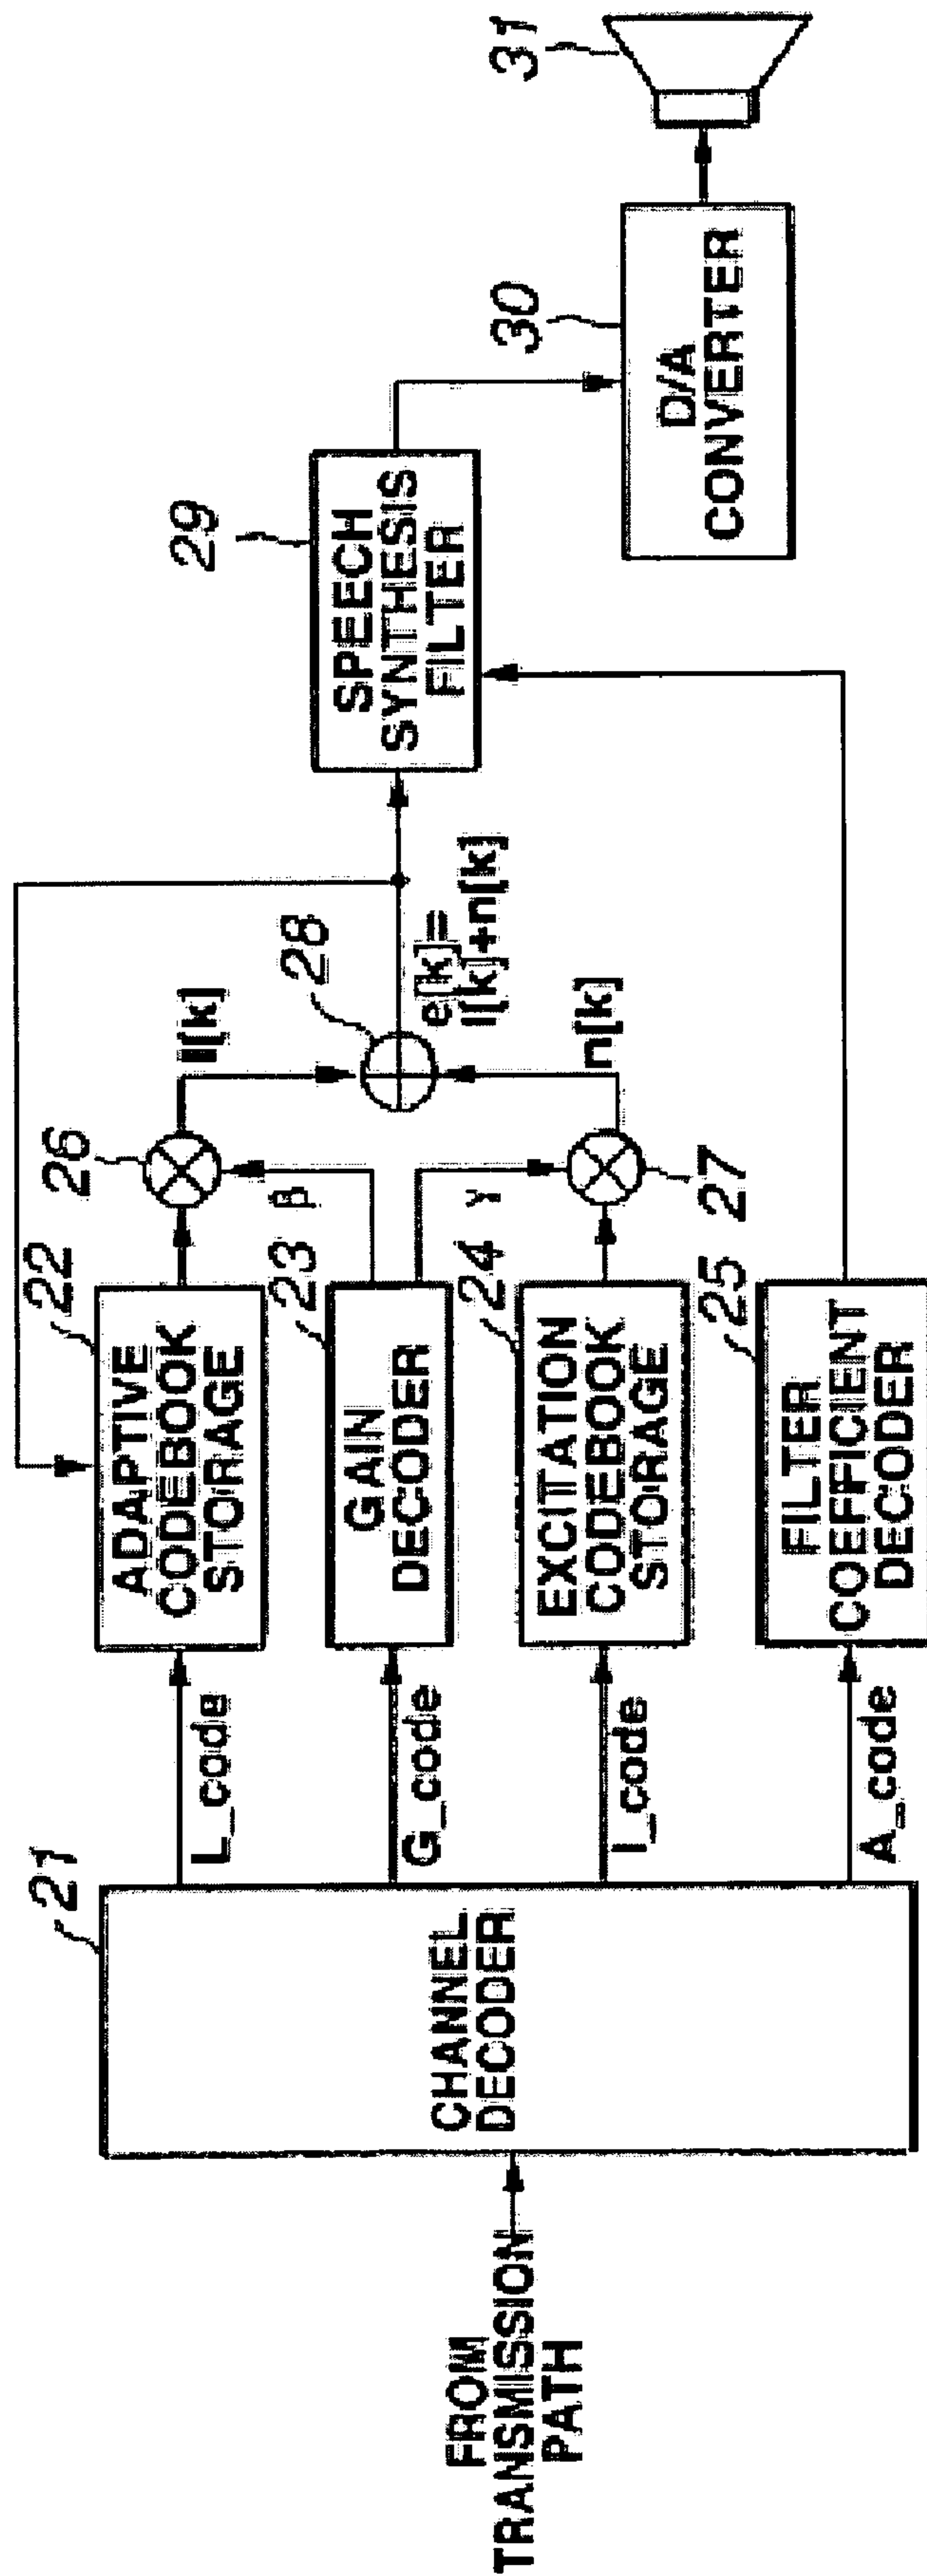 FROM
TRANSMISSION
PATH
21
CHANNEL
DECODER
L_code
G_code
I_code
A_code
22
ADAPTIVE
CODEBOOK
STORAGE
23
GAIN
DECODER
24
EXCITATION
CODEBOOK
STORAGE
25
FILTER
COEFFICIENT
DECODER
26
β
γ
27
l[k]
28
n[k]
e[k]=
l[k]+n[k]
29
SPEECH
SYNTHESIS
FILTER
30
D/A
CONVERTER
31